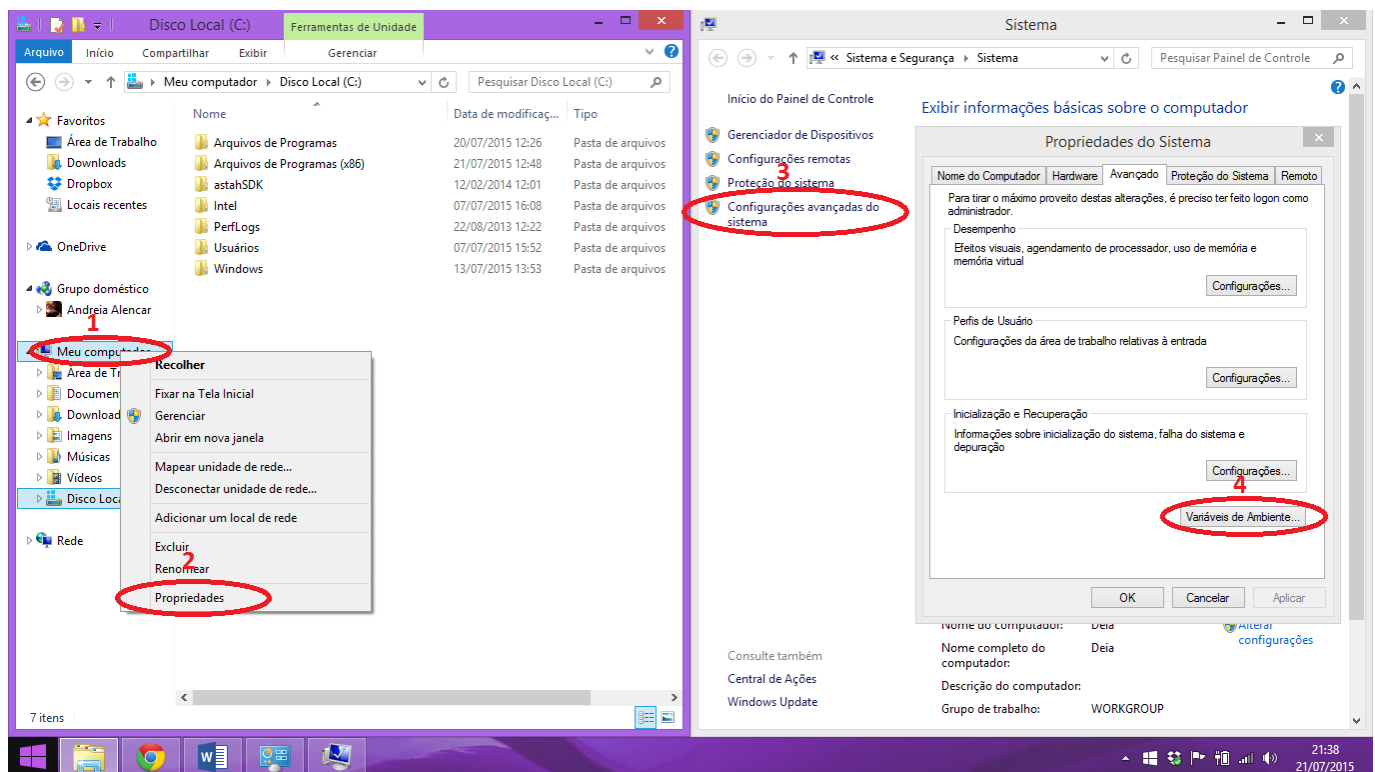 Disco Local (C:)
Ferramentas de Unidade
Arquivo
Início
Compartilhar
Exibir
Gerenciar
Meu computador
Disco Local (C:)
Pesquisar Disco Local (C:)
Favoritos
Área de Trabalho
Downloads
Dropbox
Locais recentes
OneDrive
Grupo doméstico
Andreia Alencar
1
Meu computador
Área de Tr
Documen
Download
Imagens
Músicas
Vídeos
Disco Loca
Rede
Nome
Data de modificaç...
Tipo
Arquivos de Programas
20/07/2015 12:26
Pasta de arquivos
Arquivos de Programas (x86)
21/07/2015 12:48
Pasta de arquivos
astahSDK
12/02/2014 12:01
Pasta de arquivos
Intel
07/07/2015 16:08
Pasta de arquivos
PerfLogs
22/08/2013 12:22
Pasta de arquivos
Usuários
07/07/2015 15:52
Pasta de arquivos
Windows
13/07/2015 13:53
Pasta de arquivos
Recolher
Fixar na Tela Inicial
Gerenciar
Abrir em nova janela
Mapear unidade de rede...
Desconectar unidade de rede...
Adicionar um local de rede
Excluir
2
Renomear
Propriedades
7 itens
Sistema
Sistema e Segurança
Sistema
Pesquisar Painel de Controle
Início do Painel de Controle
Gerenciador de Dispositivos
Configurações remotas
3
Proteção do sistema
Configurações avançadas do
sistema
Consulte também
Central de Ações
Windows Update
Exibir informações básicas sobre o computador
Propriedades do Sistema
Nome do Computador
Hardware
Avançado
Proteção do Sistema
Remoto
Para tirar o máximo proveito destas alterações, é preciso ter feito logon como
administrador.
Desempenho
Efeitos visuais, agendamento de processador, uso de memória e
memória virtual
Configurações...
Perfis de Usuário
Configurações da área de trabalho relativas à entrada
Configurações...
Inicialização e Recuperação
Informações sobre inicialização do sistema, falha do sistema e
depuração
Configurações...
4
Variáveis de Ambiente...
OK
Cancelar
Aplicar
Nome do computador:
Deia
Alterar
configurações
Nome completo do
computador:
Deia
Descrição do computador:
Grupo de trabalho:
WORKGROUP
21:38
21/07/2015